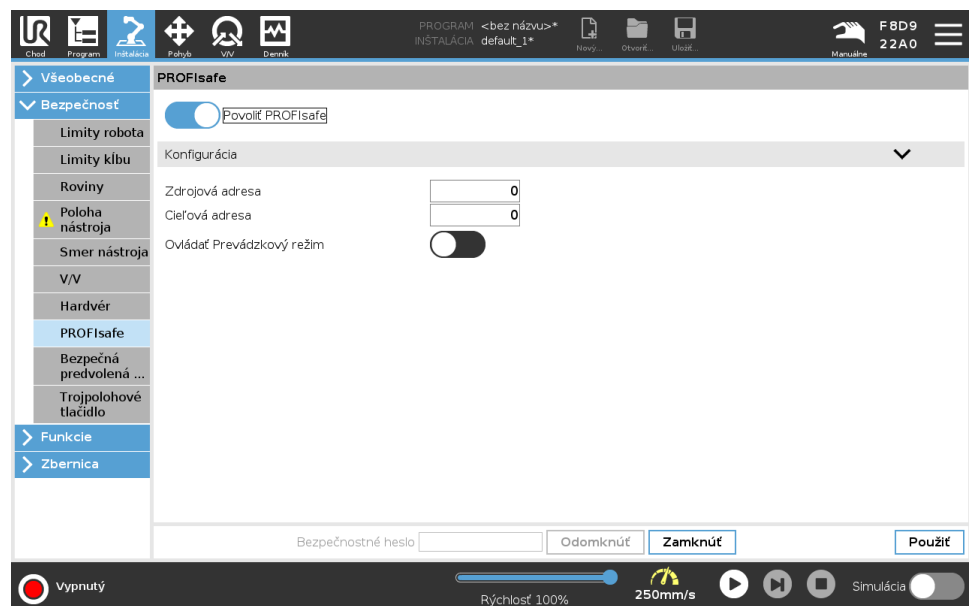 PROGRAM <bez názvu>*
INŠTALÁCIA default_1*
Chod
Program
Inštalácia
Pohyb
V/V
Denník
Nový...
Otvoriť...
Uložiť...
Manuálne
F8D9
22A0
Všeobecné
Bezpečnosť
Limity robota
Limity kĺbu
Roviny
Poloha
nástroja
Smer nástroja
V/V
Hardvér
PROFIsafe
Bezpečná
predvolená ...
Trojpolohové
tlačidlo
Funkcie
Zbernica
PROFIsafe
Povoliť PROFIsafe
Konfigurácia
Zdrojová adresa 0
Cieľová adresa 0
Ovládať Prevádzkový režim
Bezpečnostné heslo Odomknúť Zamknúť Použiť
Vypnutý
Rýchlosť 100%
250mm/s
Simulácia